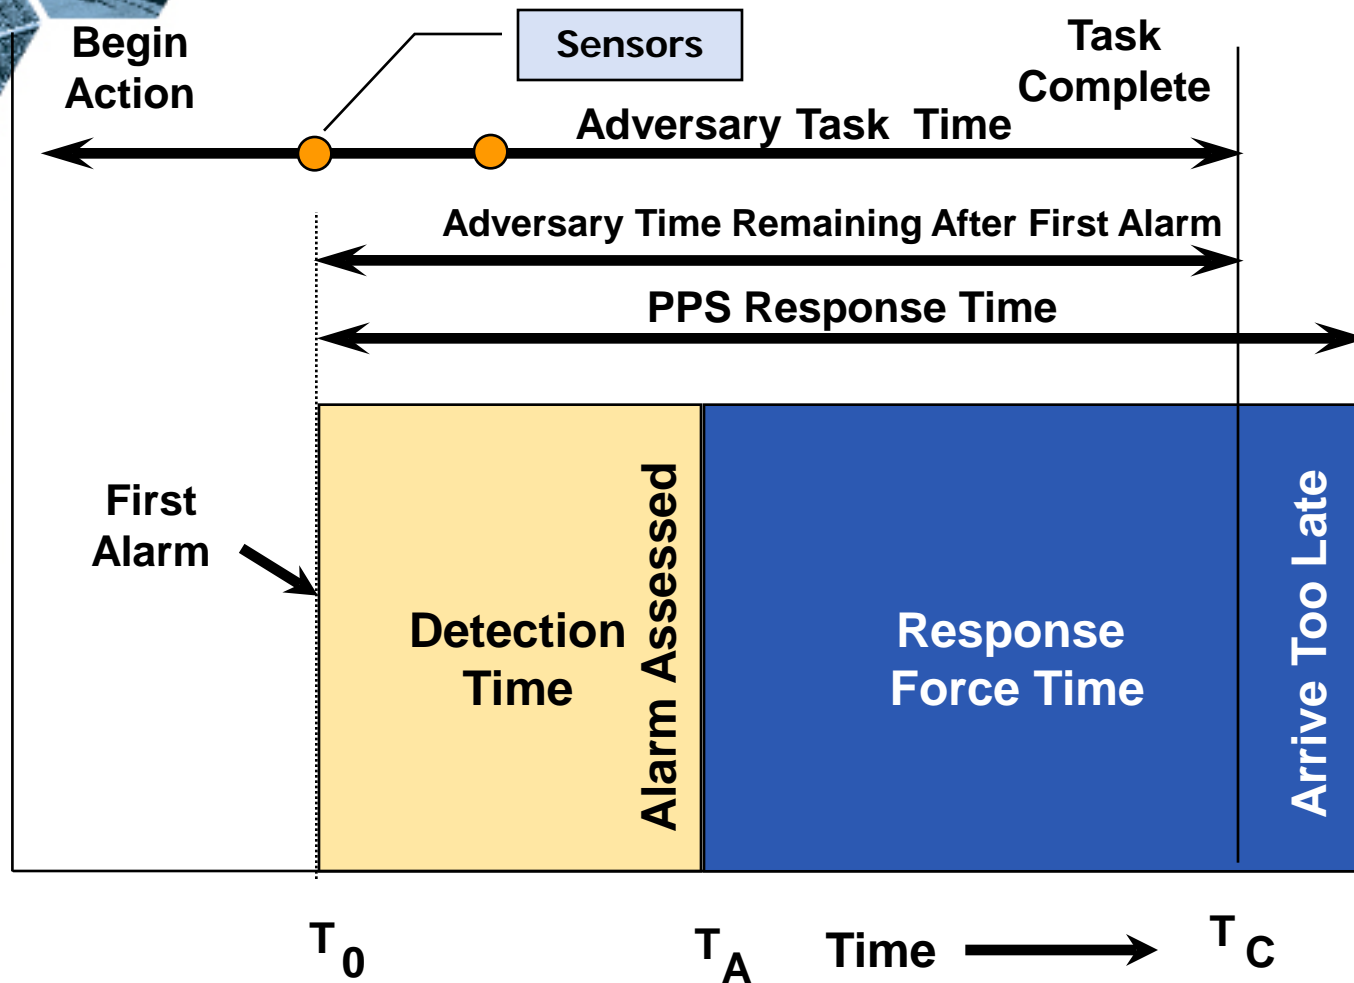 Begin
Action
Sensors
Task
Complete
Adversary Task Time
Adversary Time Remaining After First Alarm
PPS Response Time
First
Alarm
Detection
Time
Alarm Assessed
Response
Force Time
Arrive Too Late
T0
TA
Time
TC